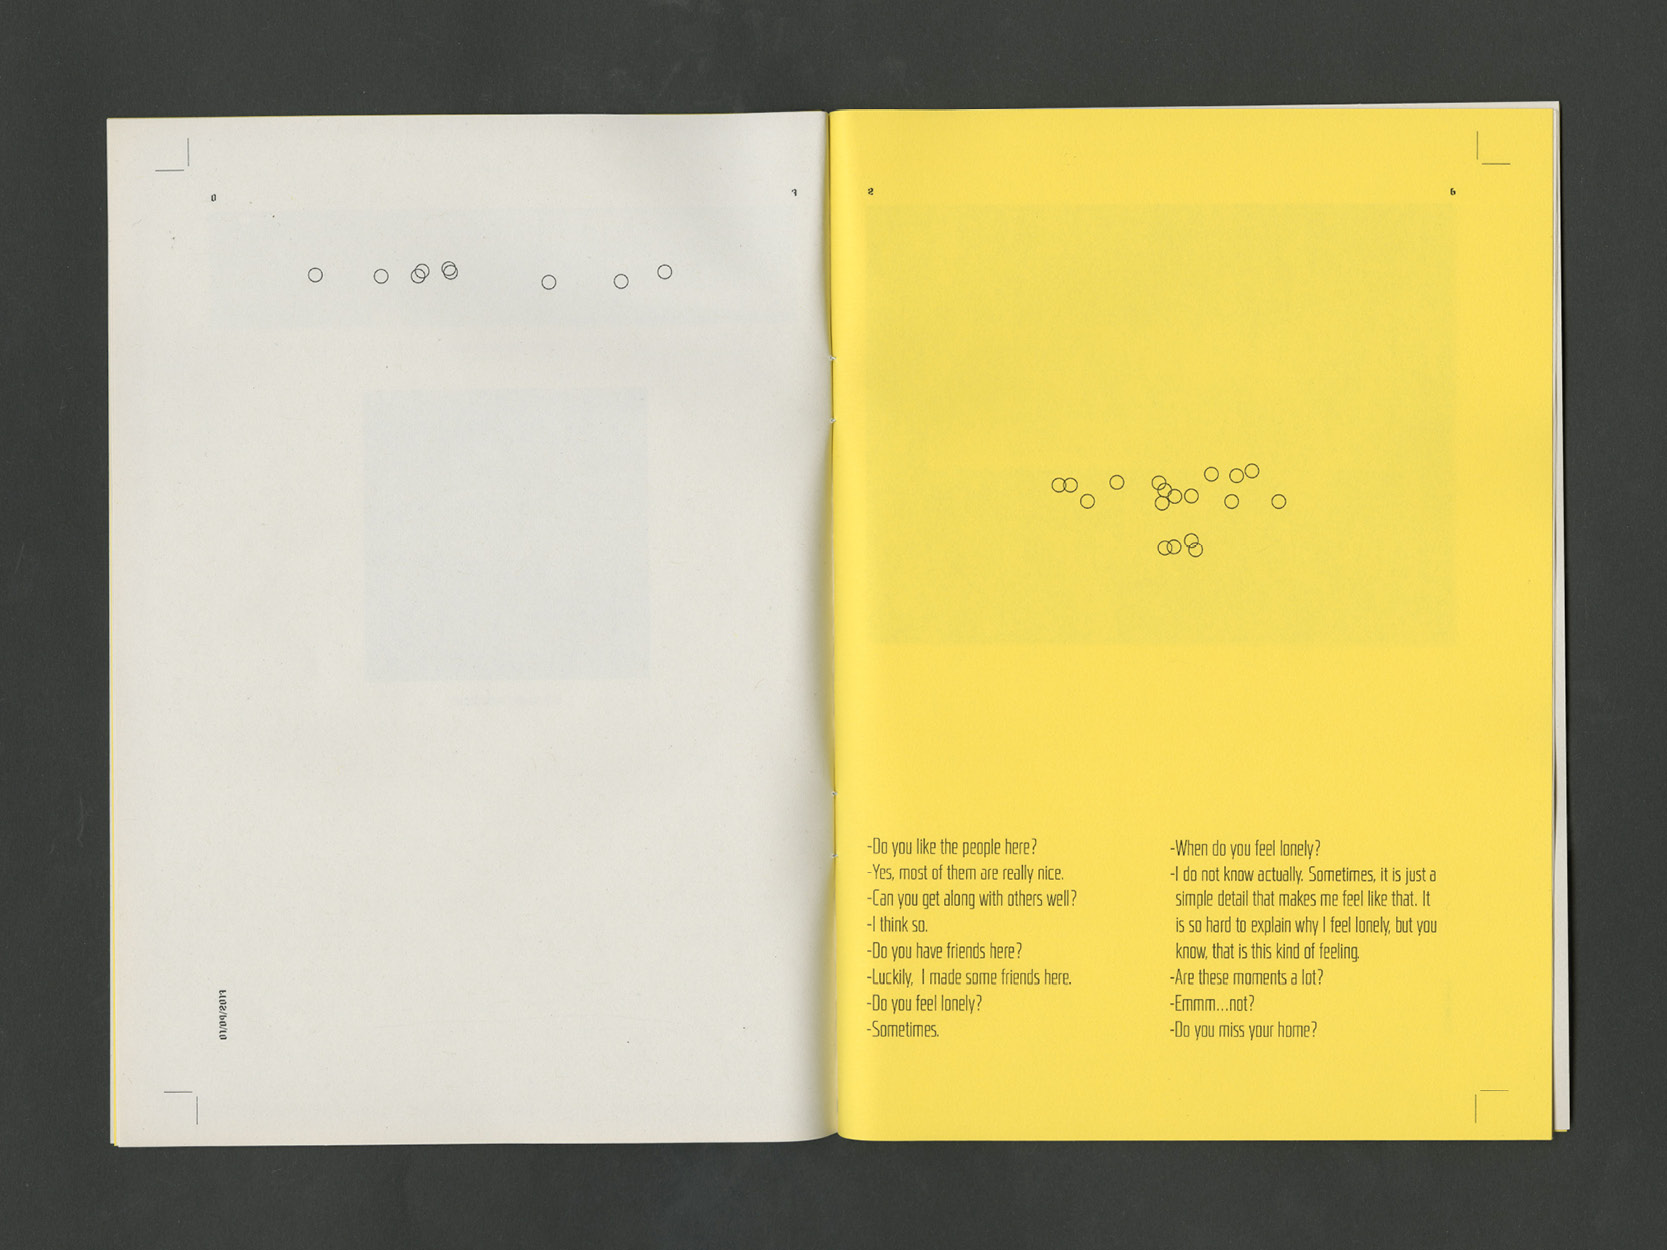 0
7
2
6
01/04/2017
-Do you like the people here?
-Yes, most of them are really nice.
-Can you get along with others well?
-I think so.
-Do you have friends here?
-Luckily, I made some friends here.
-Do you feel lonely?
-Sometimes.
-When do you feel lonely?
-I do not know actually. Sometimes, it is just a
simple detail that makes me feel like that. It
is so hard to explain why I feel lonely, but you
know, that is this kind of feeling.
-Are these moments a lot?
-Emmm...not?
-Do you miss your home?